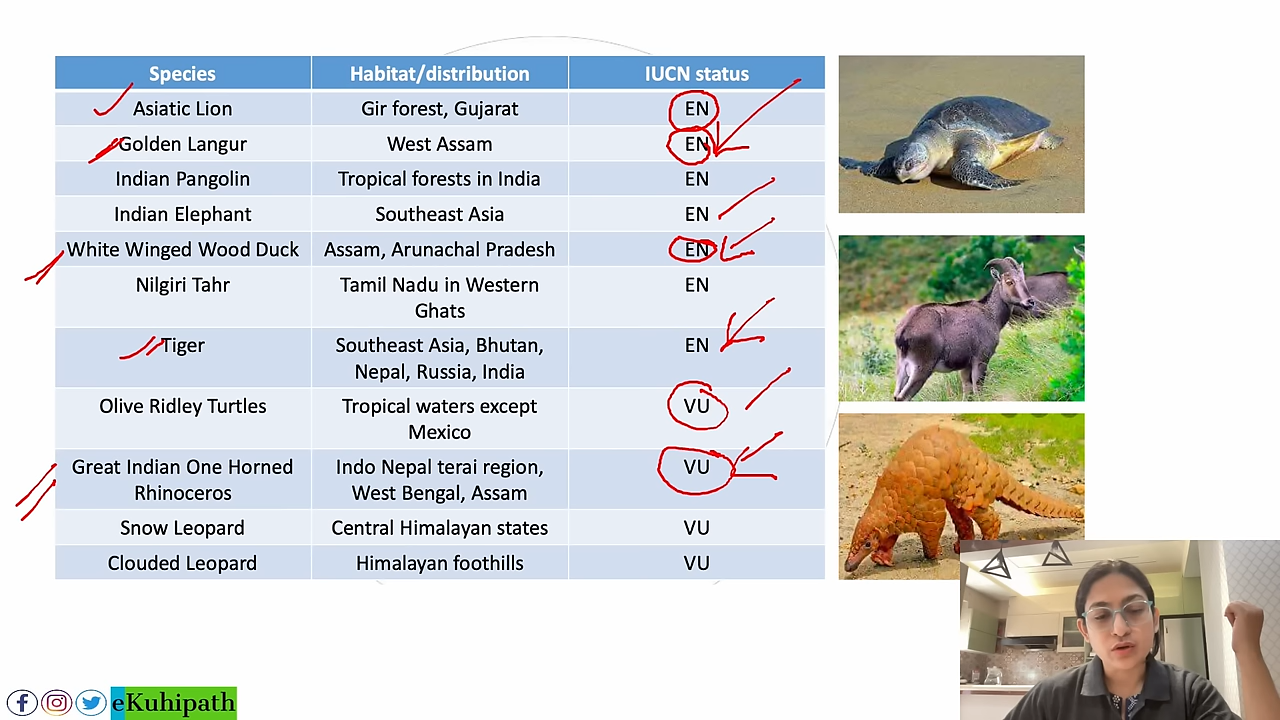 Species Habitat/distribution IUCN status
Asiatic Lion Gir forest, Gujarat EN
Golden Langur West Assam EN
Indian Pangolin Tropical forests in India EN
Indian Elephant Southeast Asia EN
White Winged Wood Duck Assam, Arunachal Pradesh EN
Nilgiri Tahr Tamil Nadu in Western EN
Ghats
Tiger Southeast Asia, Bhutan, EN
Nepal, Russia, India
Olive Ridley Turtles Tropical waters except VU
Mexico
Great Indian One Horned Indo Nepal terai region, VU
Rhinoceros West Bengal, Assam
Snow Leopard Central Himalayan states VU
Clouded Leopard Himalayan foothills VU
eKuhipath